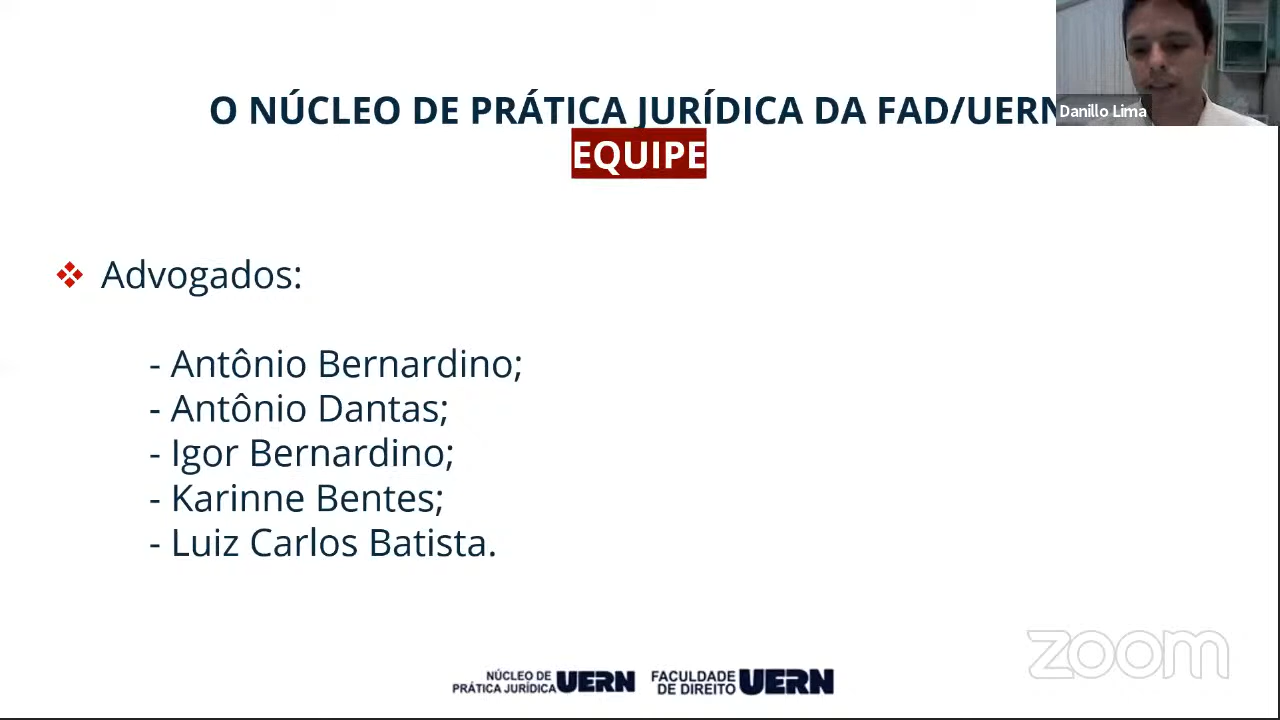 O NÚCLEO DE PRÁTICA JURÍDICA DA FAD/UERN
EQUIPE
Danillo Lima
❖ Advogados:
- Antônio Bernardino;
- Antônio Dantas;
- Igor Bernardino;
- Karinne Bentes;
- Luiz Carlos Batista.
zoom
NÚCLEO DE
PRÁTICA JURÍDICA UERN
FACULDADE
DE DIREITO UERN